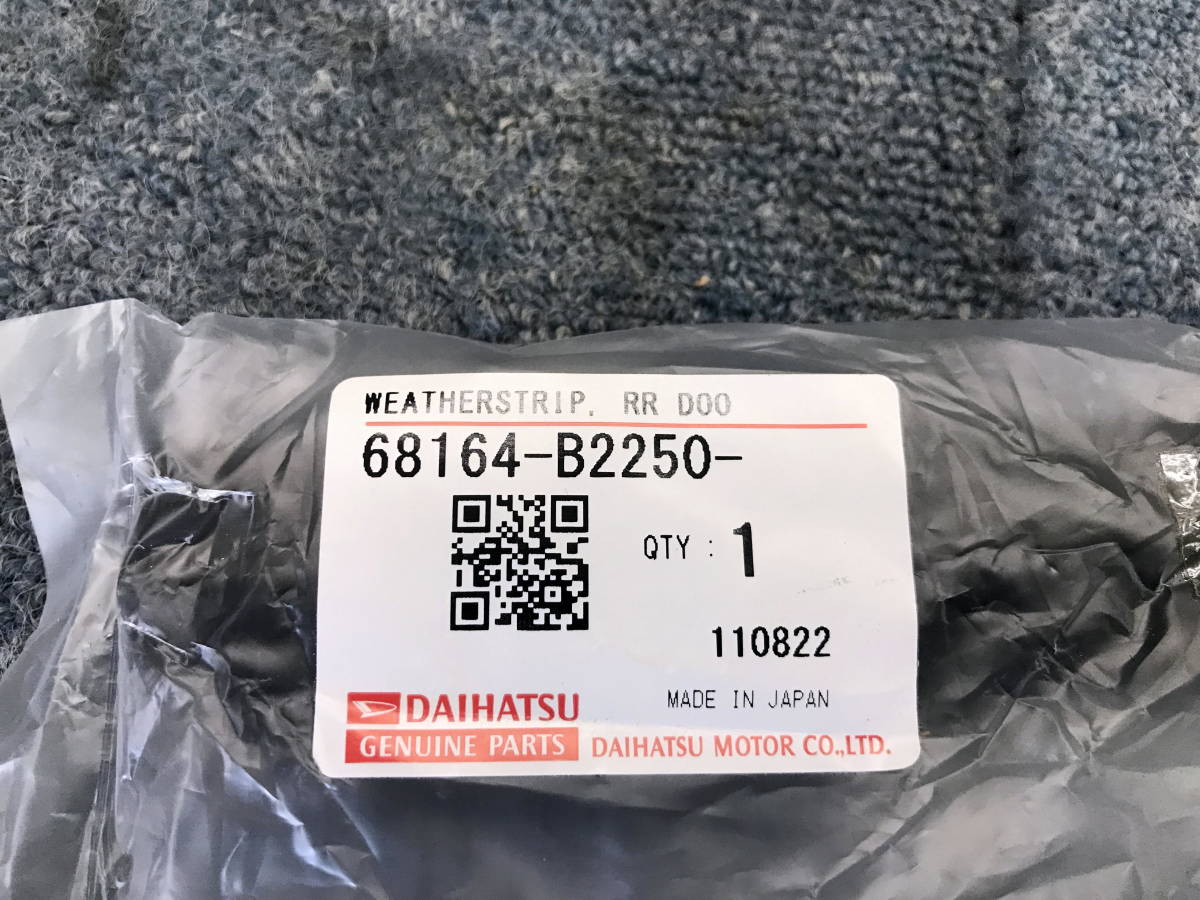 WEATHERSTRIP, RR DOO
68164-B2250-
QTY : 1
110822
MADE IN JAPAN
DAIHATSU
GENUINE PARTS
DAIHATSU MOTOR CO.,LTD.